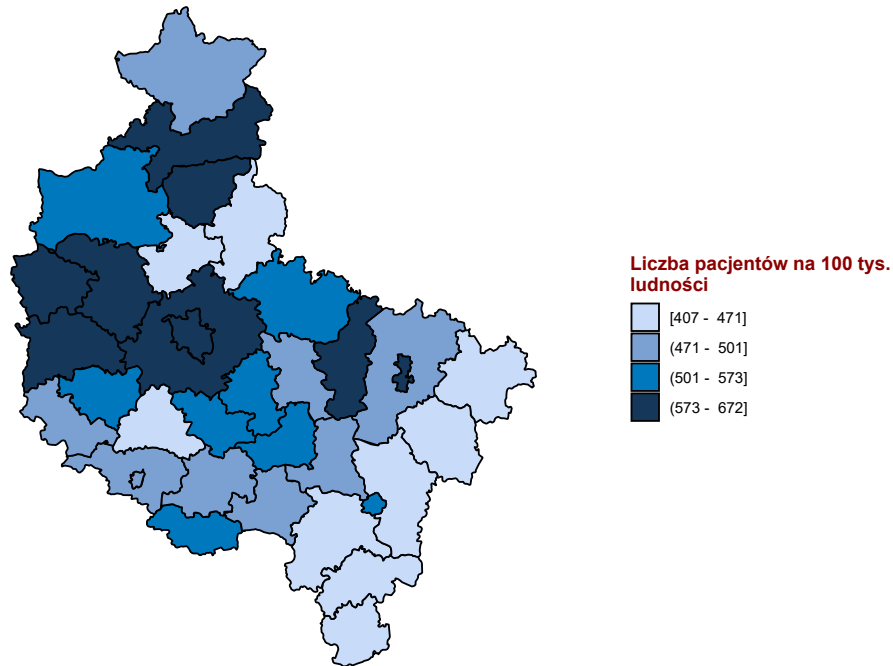 Liczba pacjentów na 100 tys.
ludności
[407 - 471]
(471 - 501]
(501 - 573]
(573 - 672]